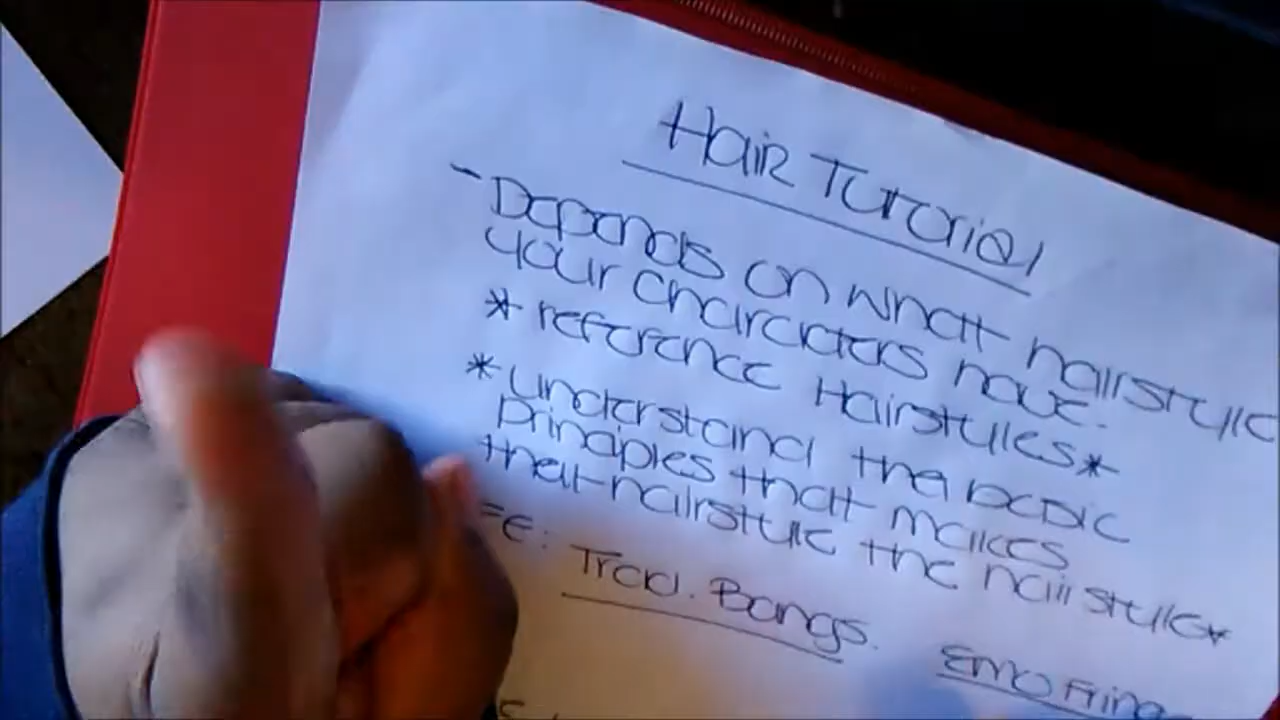 Hair Tutorial
- Depends on what hairstyle
your characters have.
* reference Hairstyles *
* understand the basic
principles that makes
that hairstyle the hairstyle *
Trad. Bangs. Emo Fring